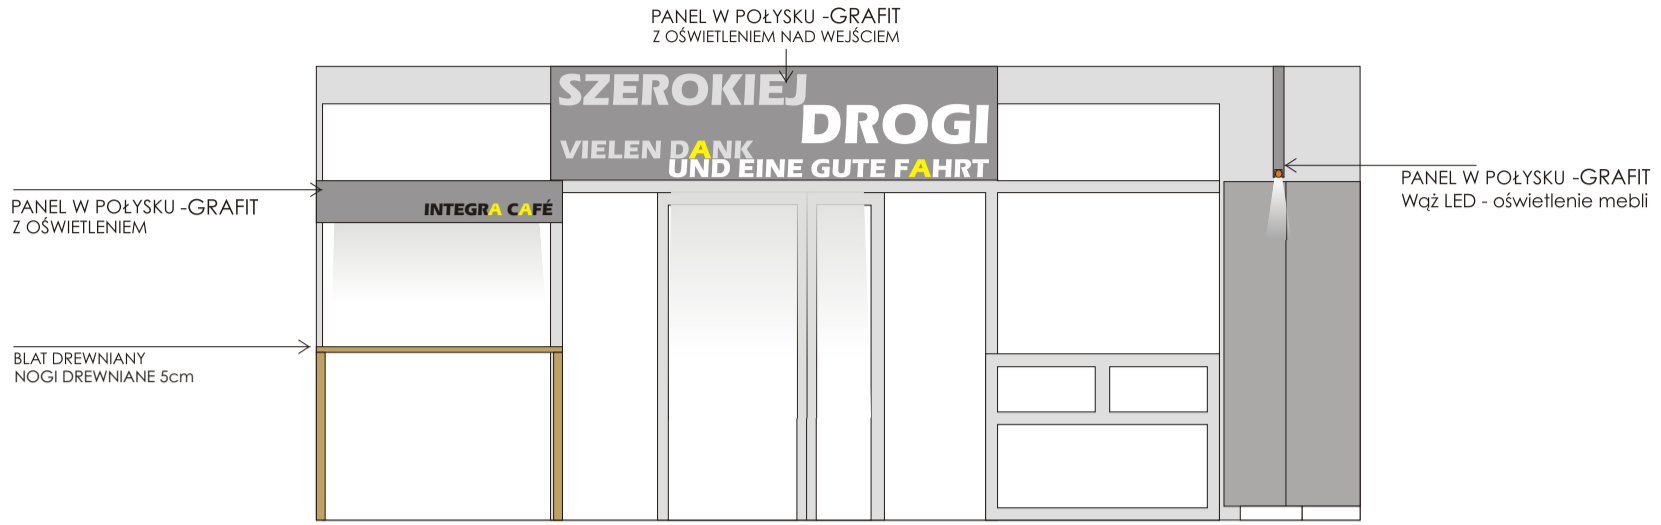 PANEL W POŁYSKU -GRAFIT
Z OŚWIETLENIEM NAD WEJŚCIEM
SZEROKIEJ
DROGI
VIELEN DANK
UND EINE GUTE FAHRT
PANEL W POŁYSKU -GRAFIT
Z OŚWIETLENIEM
INTEGRA CAFÉ
PANEL W POŁYSKU -GRAFIT
Wąż LED - oświetlenie mebli
BLAT DREWNIANY
NOGI DREWNIANE 5cm